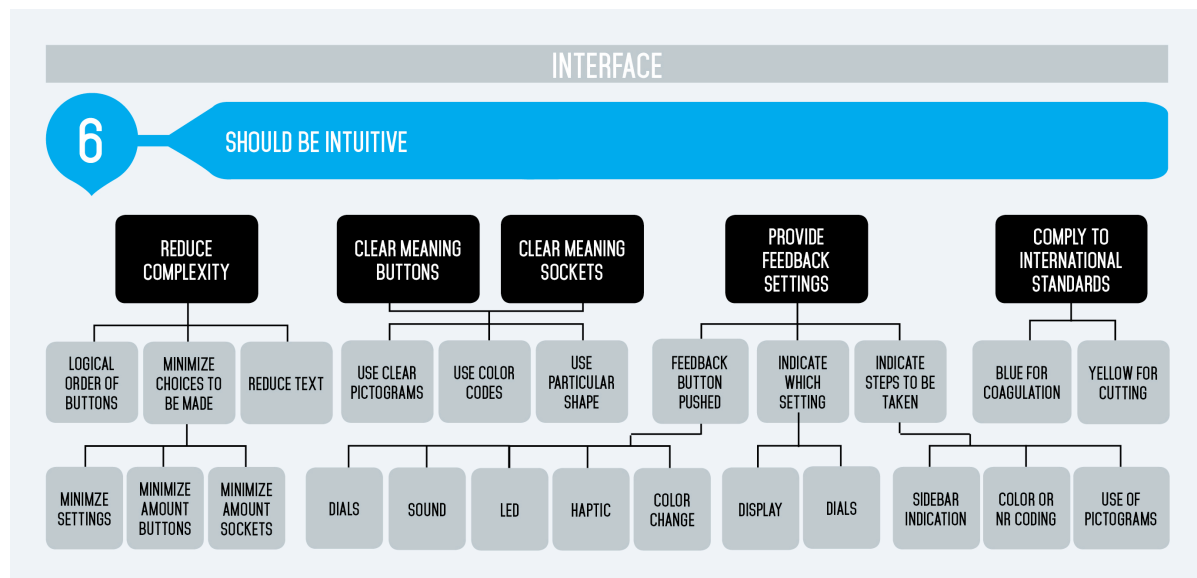 INTERFACE
6
SHOULD BE INTUITIVE
REDUCE
COMPLEXITY
CLEAR MEANING
BUTTONS
CLEAR MEANING
SOCKETS
PROVIDE
FEEDBACK
SETTINGS
COMPLY TO
INTERNATIONAL
STANDARDS
LOGICAL
ORDER OF
BUTTONS
MINIMIZE
CHOICES TO
BE MADE
REDUCE TEXT
USE CLEAR
PICTOGRAMS
USE COLOR
CODES
USE
PARTICULAR
SHAPE
FEEDBACK
BUTTON
PUSHED
INDICATE
WHICH
SETTING
INDICATE
STEPS TO BE
TAKEN
BLUE FOR
COAGULATION
YELLOW FOR
CUTTING
MINIMZE
SETTINGS
MINIMIZE
AMOUNT
BUTTONS
MINIMIZE
AMOUNT
SOCKETS
DIALS
SOUND
LED
HAPTIC
COLOR
CHANGE
DISPLAY
DIALS
SIDEBAR
INDICATION
COLOR OR
NR CODING
USE OF
PICTOGRAMS